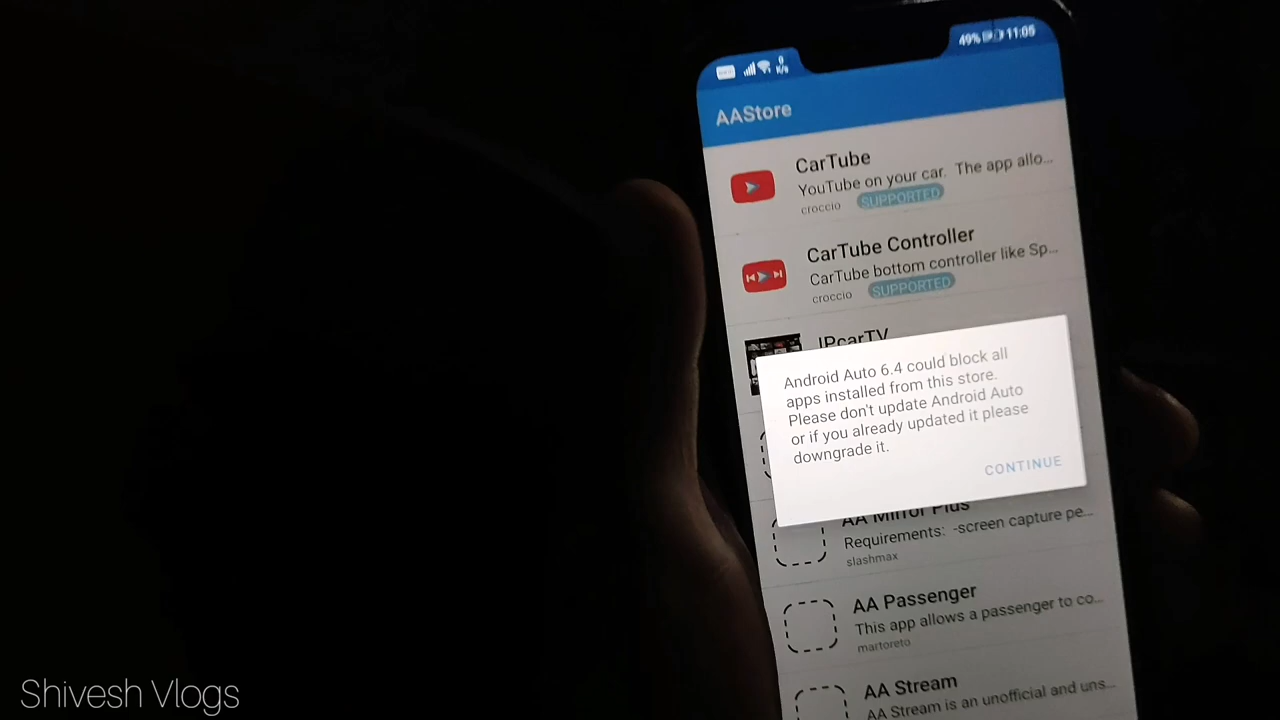 49% 11:05
0
K/s
AAStore
CarTube
YouTube on your car. The app allo...
croccio SUPPORTED
CarTube Controller
CarTube bottom controller like Sp...
croccio SUPPORTED
IPcarTV
Android Auto 6.4 could block all
apps installed from this store.
Please don't update Android Auto
or if you already updated it please
downgrade it.
CONTINUE
AA Mirror Plus
Requirements: -screen capture pe...
slashmax
AA Passenger
This app allows a passenger to co...
martoreto
AA Stream
AA Stream is an unofficial and uns...
Shivesh Vlogs